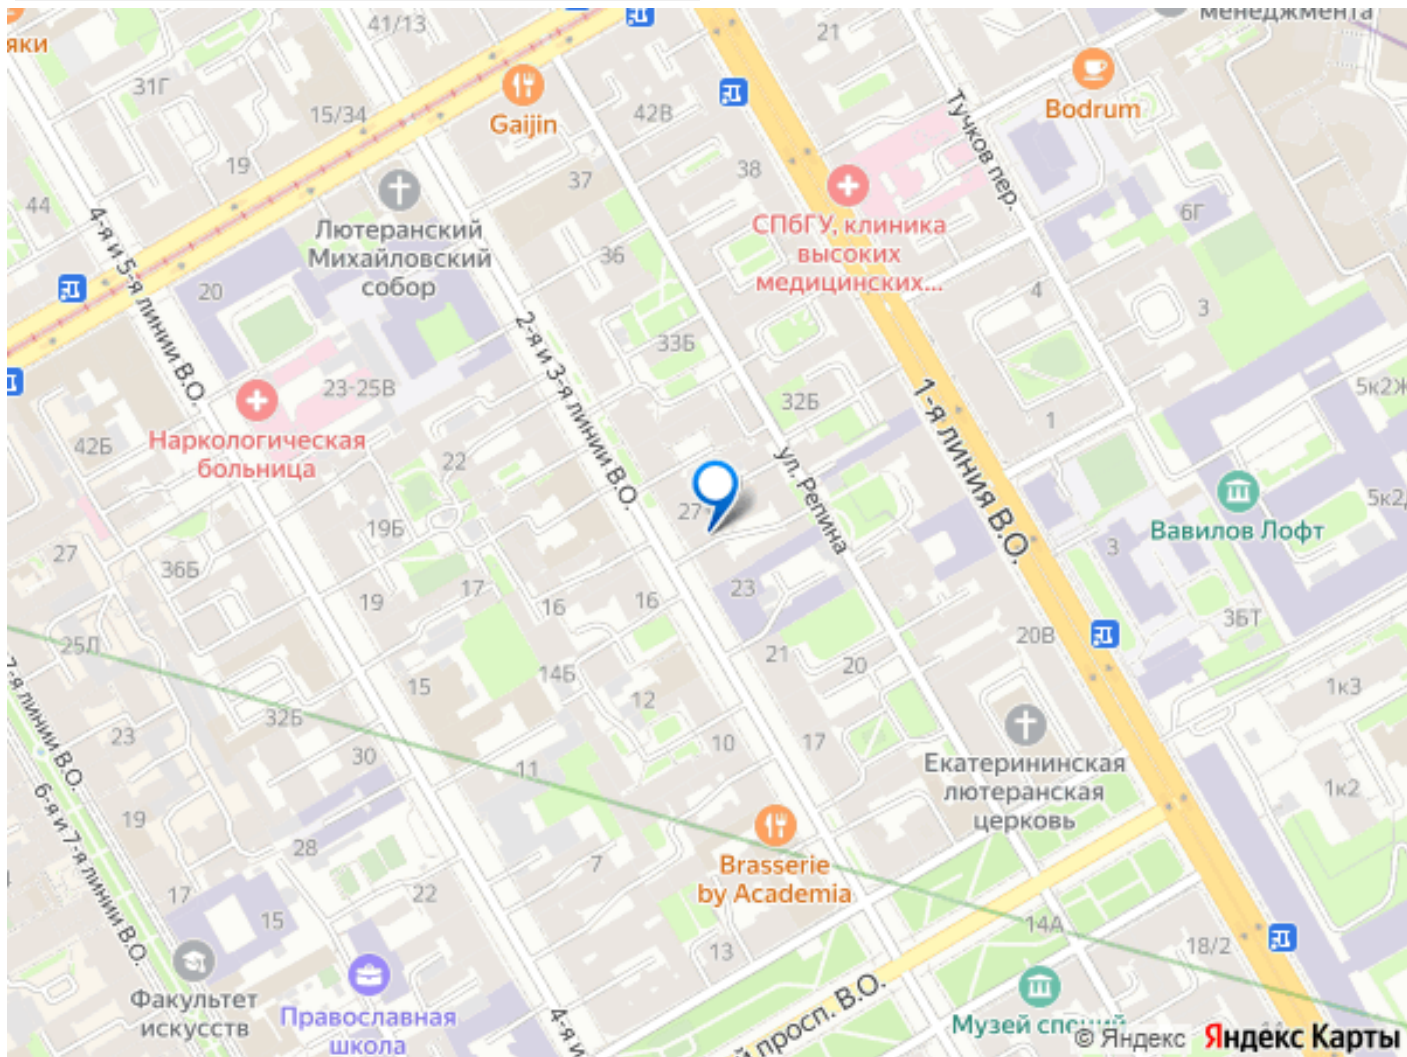 менеджмента
яки
41/13
21
31Г
15/34
Gaijin
42В
Bodrum
Тучков пер.
19
37
38
44
Лютеранский
Михайловский
собор
СПбГУ, клиника
высоких
медицинских...
6Г
4-я и 5-я линии В.О.
20
36
4
3
2-я и 3-я линии В.О.
33Б
1-я линия В.О.
23-25В
32Б
1
5к2Ж
Наркологическая
больница
42Б
22
ул. Репина
Вавилов Лофт
27
19Б
5к2
27
36Б
3
19
17
16
16
23
3БТ
25Л
20В
21
20
14Б
15
12
1к3
32Б
23
30
10
17
7-я линии В.О.
Екатерининская
лютеранская
церковь
11
1к2
6-я и 7-я линии В.О.
19
28
7
Brasserie
by Academia
17
22
15
14А
13
18/2
Факультет
искусств
Православная
школа
4-я и
й просп. В.О.
Музей
© Яндекс
Яндекс Карты